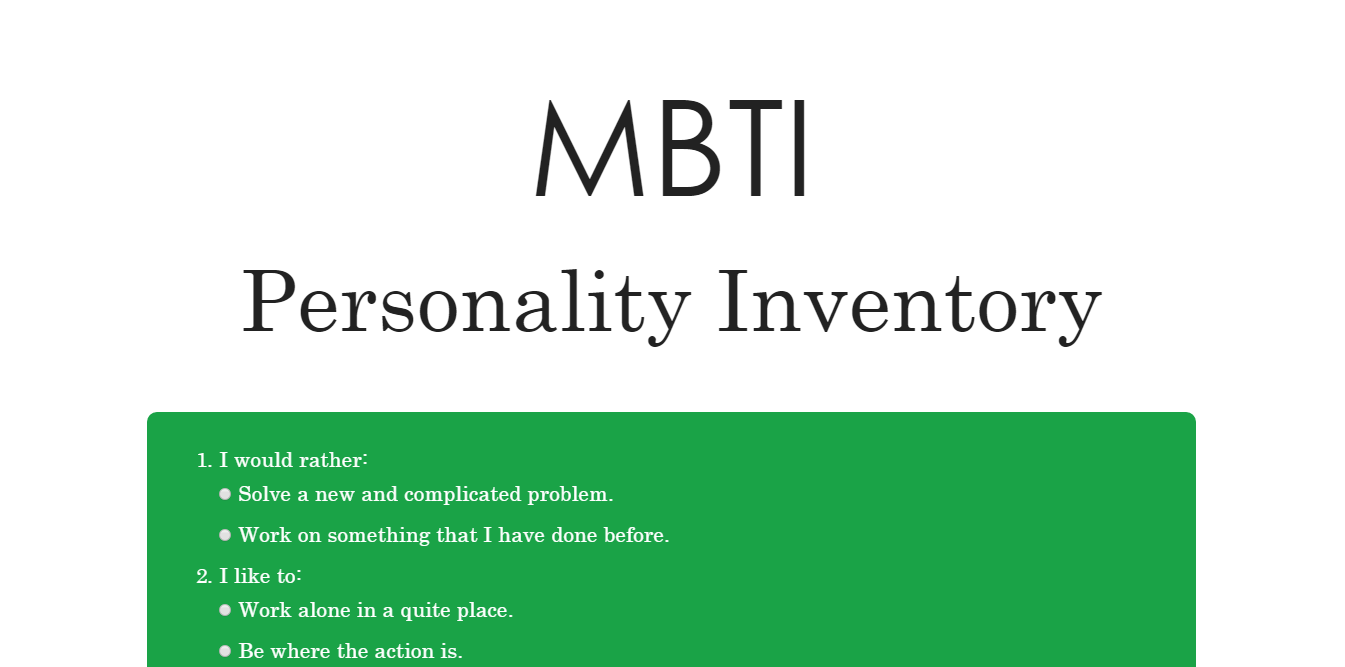 MBTI
Personality Inventory
1. I would rather:
Solve a new and complicated problem.
Work on something that I have done before.
2. I like to:
Work alone in a quite place.
Be where the action is.